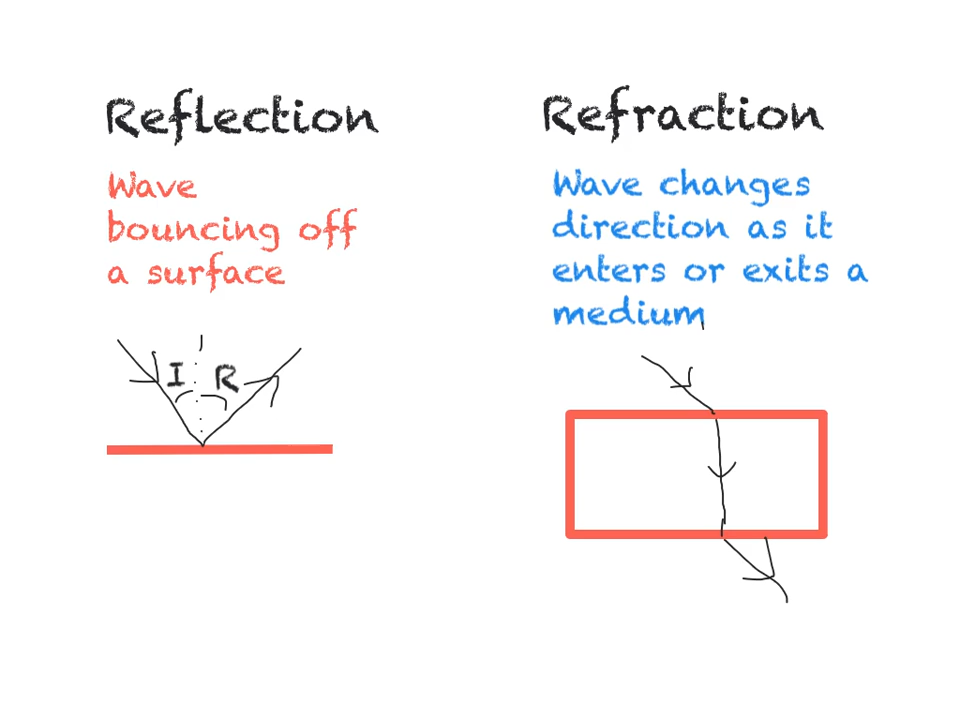 Reflection
Wave
bouncing off
a surface
I R
Refraction
Wave changes
direction as it
enters or exits a
medium